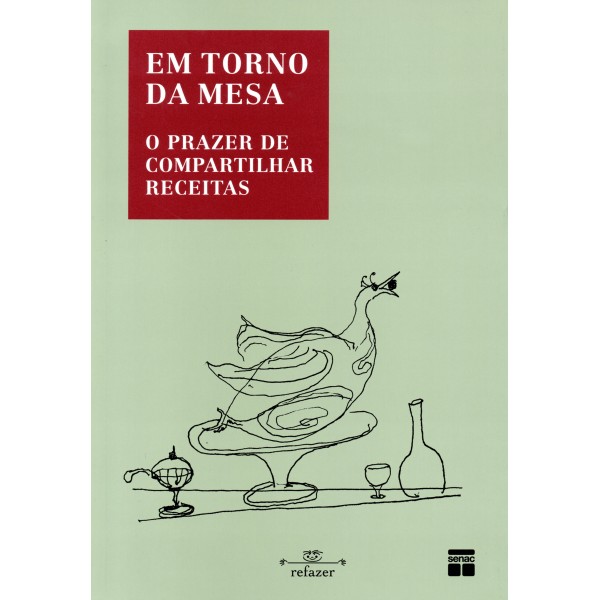 EM TORNO
DA MESA
O PRAZER DE
COMPARTILHAR
RECEITAS
refazer
senac